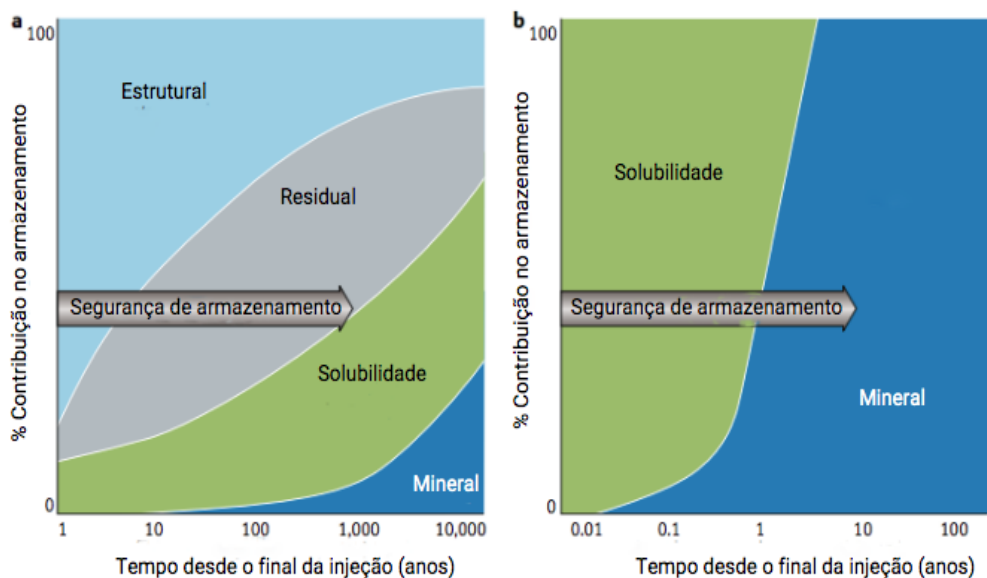 a
% Contribuição no armazenamento
100
0
Estrutural
Residual
Segurança de armazenamento
Solubilidade
Mineral
1 10 100 1,000 10,000
Tempo desde o final da injeção (anos)
b
% Contribuição no armazenamento
100
0
Solubilidade
Segurança de armazenamento
Mineral
0.01 0.1 1 10 100
Tempo desde o final da injeção (anos)